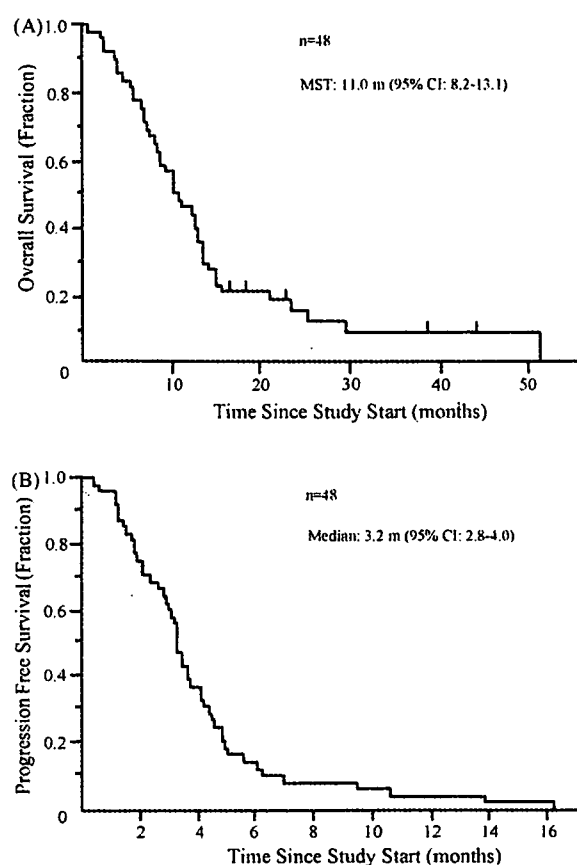 (A)
1.0
0.8
0.6
0.4
0.2
0
Overall Survival (Fraction)
n=48
MST: 11.0 m (95% CI: 8.2-13.1)
10 20 30 40 50
Time Since Study Start (months)
(B)
1.0
0.8
0.6
0.4
0.2
0
Progression Free Survival (Fraction)
n=48
Median: 3.2 m (95% CI: 2.8-4.0)
2 4 6 8 10 12 14 16
Time Since Study Start (months)